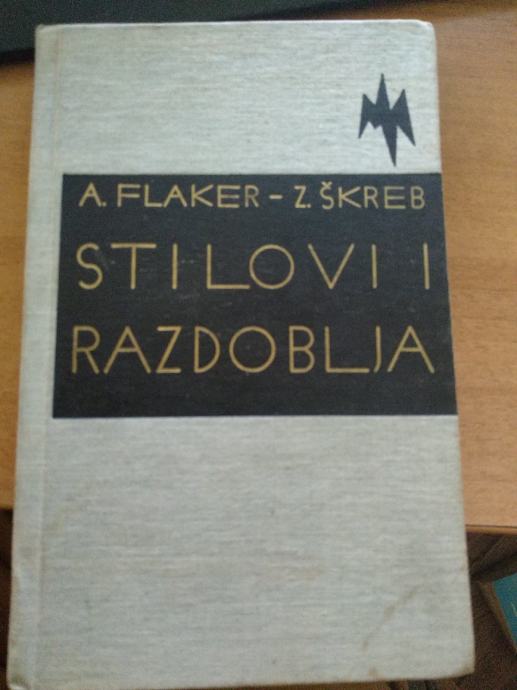 A. FLAKER - Z. ŠKREB
STILOVI I
RAZDOBLJA